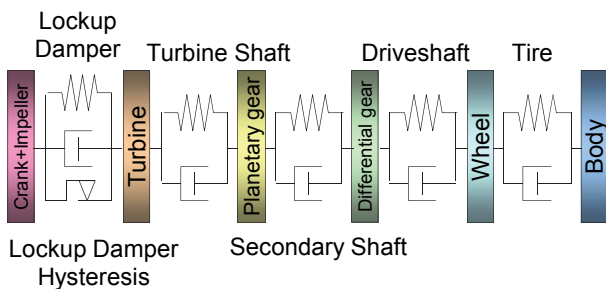 Lockup
Damper
Turbine Shaft
Driveshaft
Tire
Crank+Impeller
Turbine
Planetary gear
Differential gear
Wheel
Body
Lockup Damper
Hysteresis
Secondary Shaft